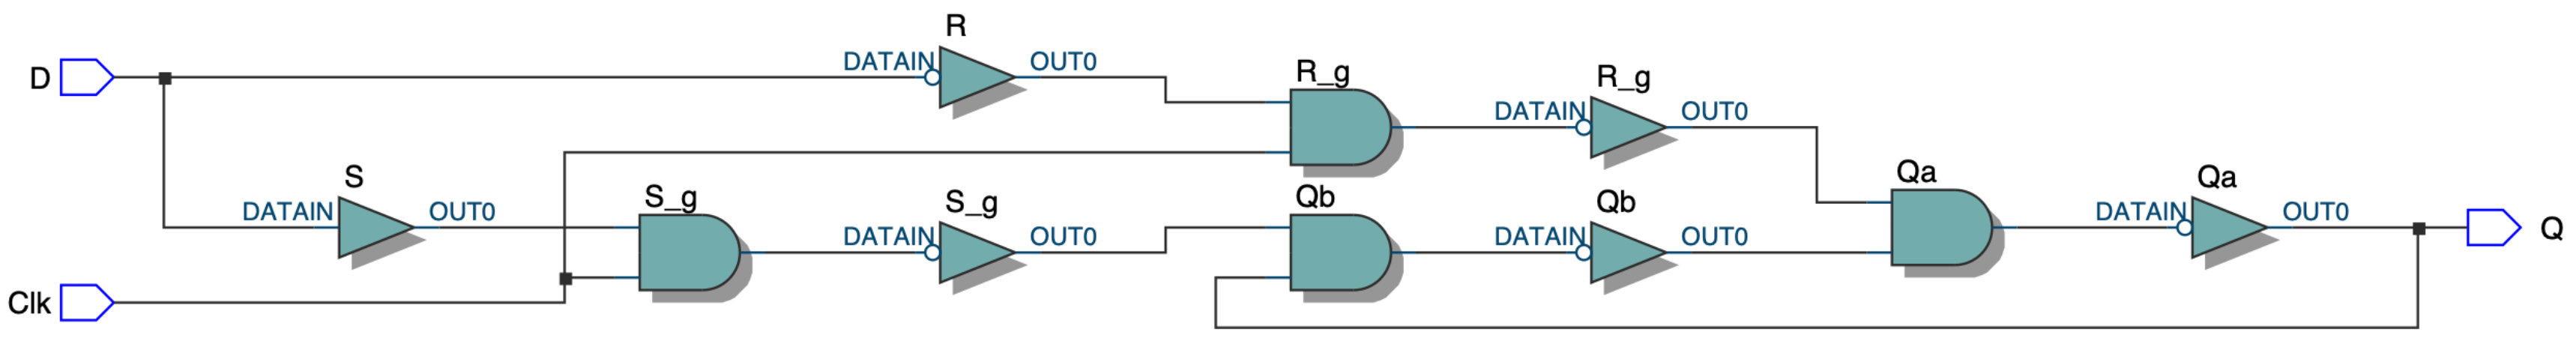 R
D
DATAIN
OUT0
R_g
R_g
DATAIN
OUT0
S
DATAIN
OUT0
S_g
S_g
DATAIN
OUT0
Qb
Qb
DATAIN
OUT0
Qa
Qa
DATAIN
OUT0
Q
Clk